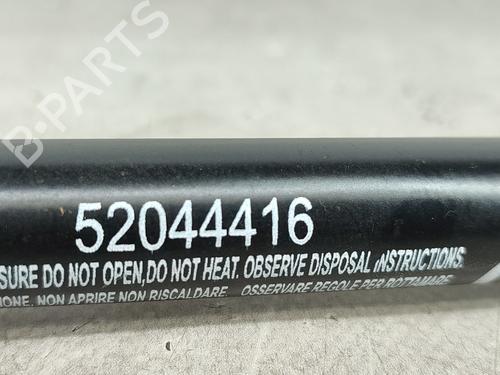 B-PARTS
52044416
SURE DO NOT OPEN,DO NOT HEAT. OBSERVE DISPOSAL INSTRUCTIONS.
IONE. NON APRIRE NON RISCALDARE. OSSERVARE REGOLE PER ROTTAMARE